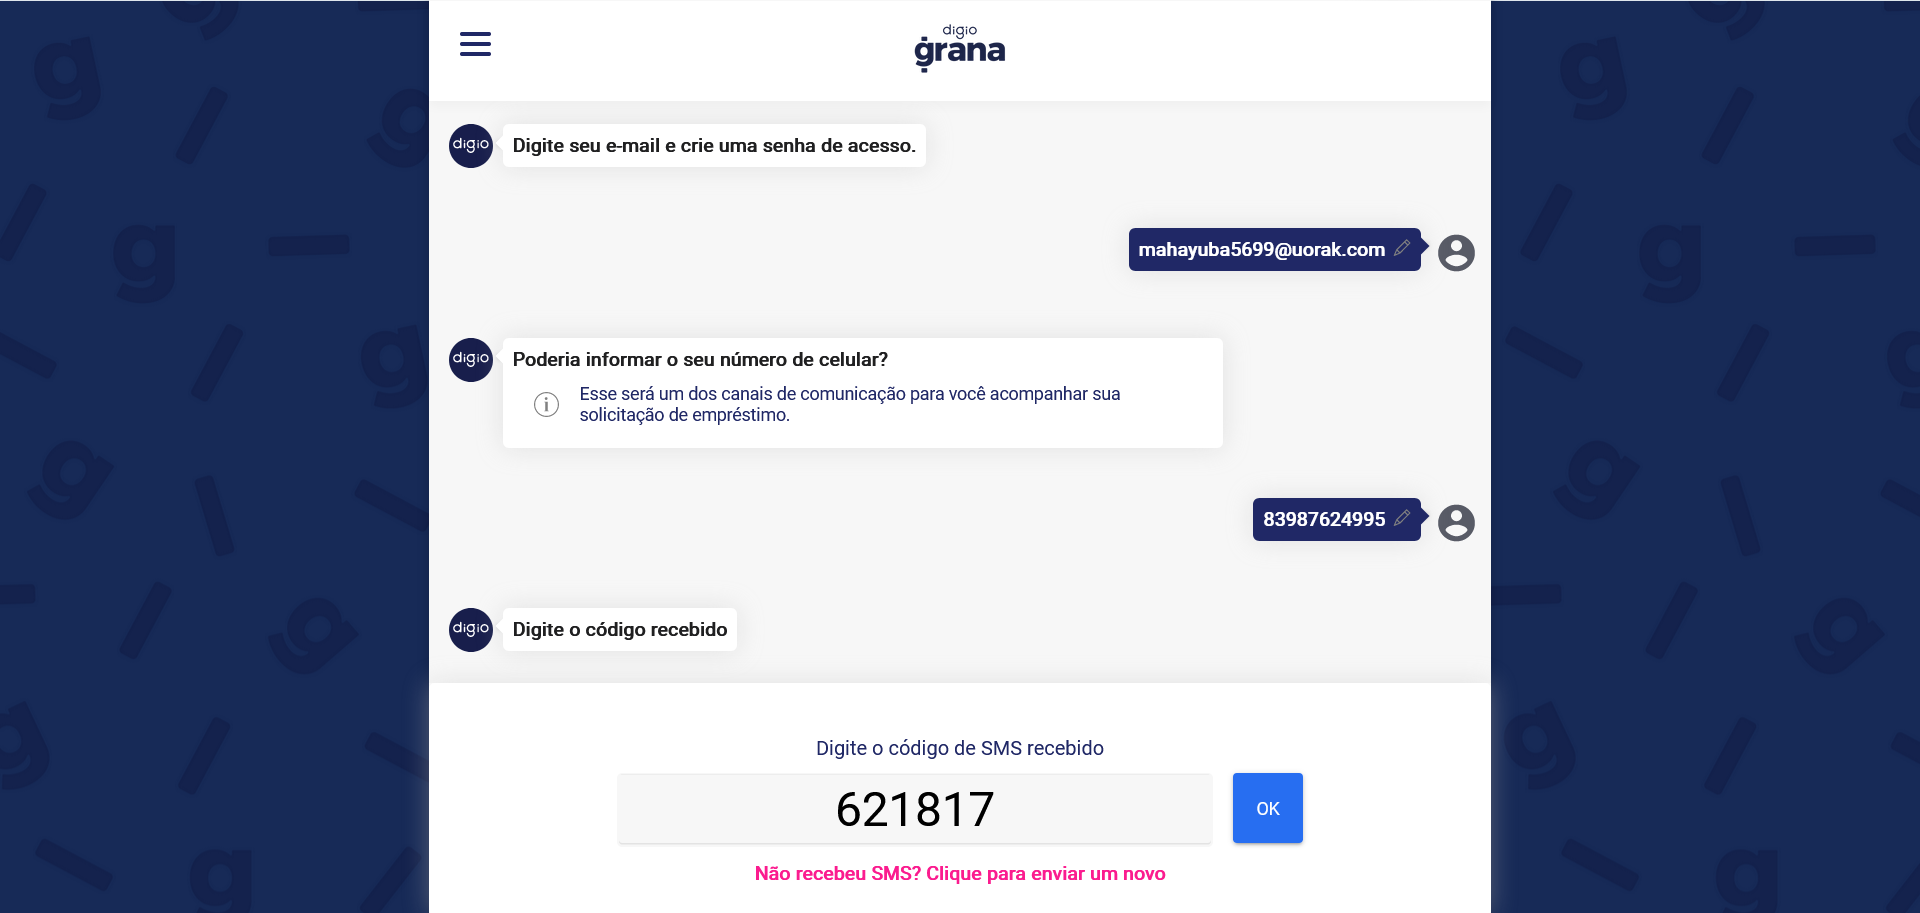 digio
grana
digio
Digite seu e-mail e crie uma senha de acesso.
mahayuba5699@uorak.com
digio
Poderia informar o seu número de celular?
Esse será um dos canais de comunicação para você acompanhar sua
solicitação de empréstimo.
83987624995
digio
Digite o código recebido
Digite o código de SMS recebido
621817
OK
Não recebeu SMS? Clique para enviar um novo